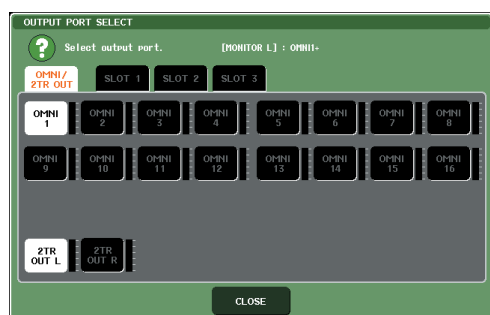 OUTPUT PORT SELECT
? Select output port. [MONITOR L] : OMNI1+
OMNI/ 2TR OUT SLOT 1 SLOT 2 SLOT 3
OMNI 1 OMNI 2 OMNI 3 OMNI 4 OMNI 5 OMNI 6 OMNI 7 OMNI 8
OMNI 9 OMNI 10 OMNI 11 OMNI 12 OMNI 13 OMNI 14 OMNI 15 OMNI 16
2TR OUT L 2TR OUT R
CLOSE